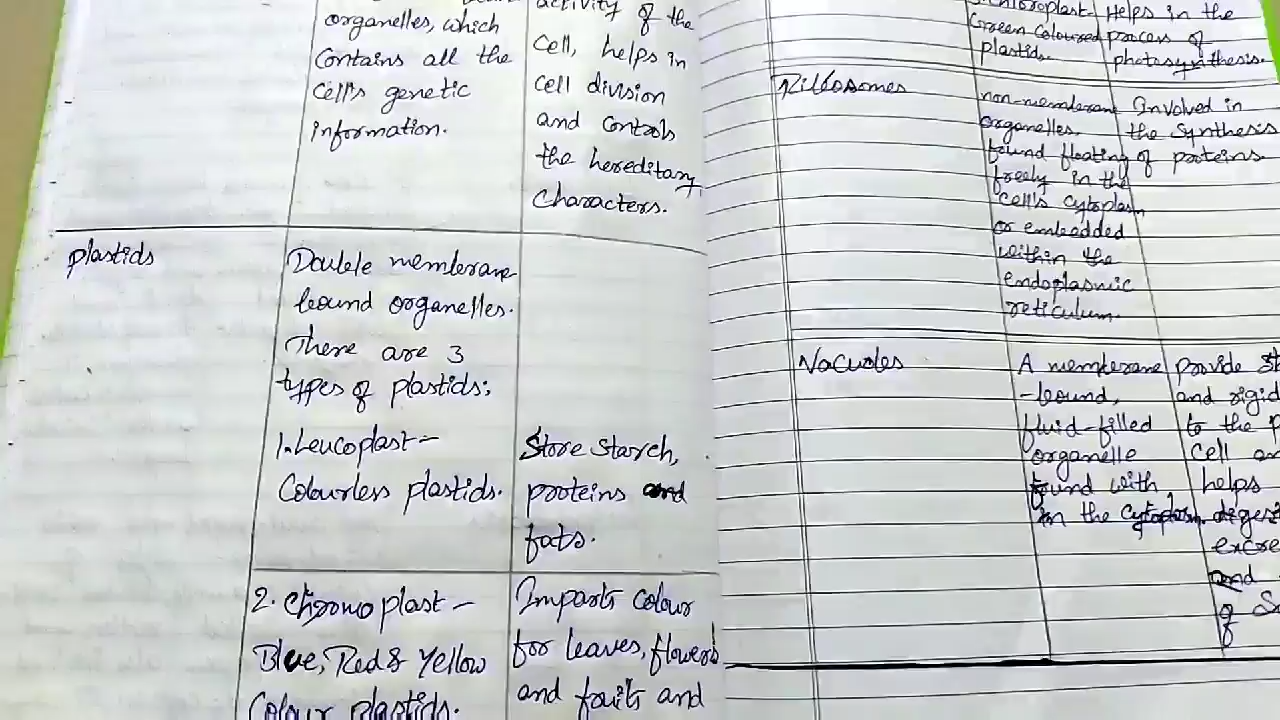 organelles, which
contains all the
cell's genetic
information.
activity of the
cell, helps in
cell division
and controls
the hereditary
characters.
plastids
Double membrane
bound organelles.
There are 3
types of plastids:
1. Leucoplast-
Colourless plastids.
Store starch,
proteins and
fats.
2. Chromoplast -
Blue, Red & Yellow
Colour plastids.
Imparts colour
for leaves, flowers
and fruits and
chloroplast.
Green coloured
plastids.
Helps in the
process of
photosynthesis.
Ribosomes
non-membrane
organelles.
found floating
freely in the
cell's cytoplasm
or embedded
within the
endoplasmic
reticulum.
Involved in
the synthesis
of proteins
Vacuoles
A membrane
-bound,
fluid-filled
organelle
found with
in the cytoplasm.
provide
and rigid
to the
Cell
helps
and
of